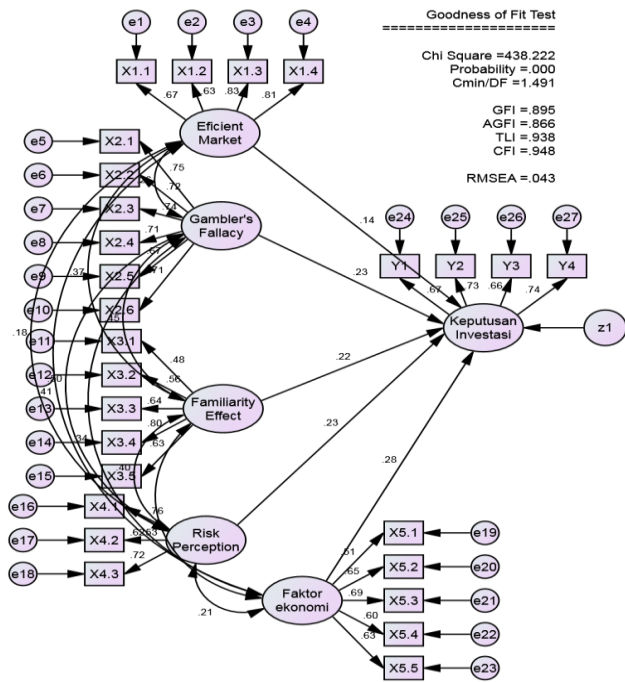 Goodness of Fit Test
=====================
Chi Square =438.222
Probability =.000
Cmin/DF =1.491
GFI =.895
AGFI =.866
TLI =.938
CFI =.948
RMSEA =.043
e1
e2
e3
e4
X1.1
X1.2
X1.3
X1.4
.67
.63
.83
.81
Eficient
Market
e5
X2.1
e6
X2.2
e7
X2.3
e8
X2.4
e9
X2.5
e10
X2.6
.75
.72
.74
.71
.67
.71
Gambler's
Fallacy
e11
X3.1
e12
X3.2
e13
X3.3
e14
X3.4
e15
X3.5
.48
.56
.64
.80
.63
Familiarity
Effect
e16
X4.1
e17
X4.2
e18
X4.3
.76
.62
.53
.72
Risk
Perception
Faktor
ekonomi
X5.1
e19
X5.2
e20
X5.3
e21
X5.4
e22
X5.5
e23
.51
.65
.69
.60
.63
e24
e25
e26
e27
Y1
Y2
Y3
Y4
.67
.73
.66
.74
Keputusan
Investasi
z1
.14
.23
.22
.23
.28
.37
.18
.41
.34
.40
.21